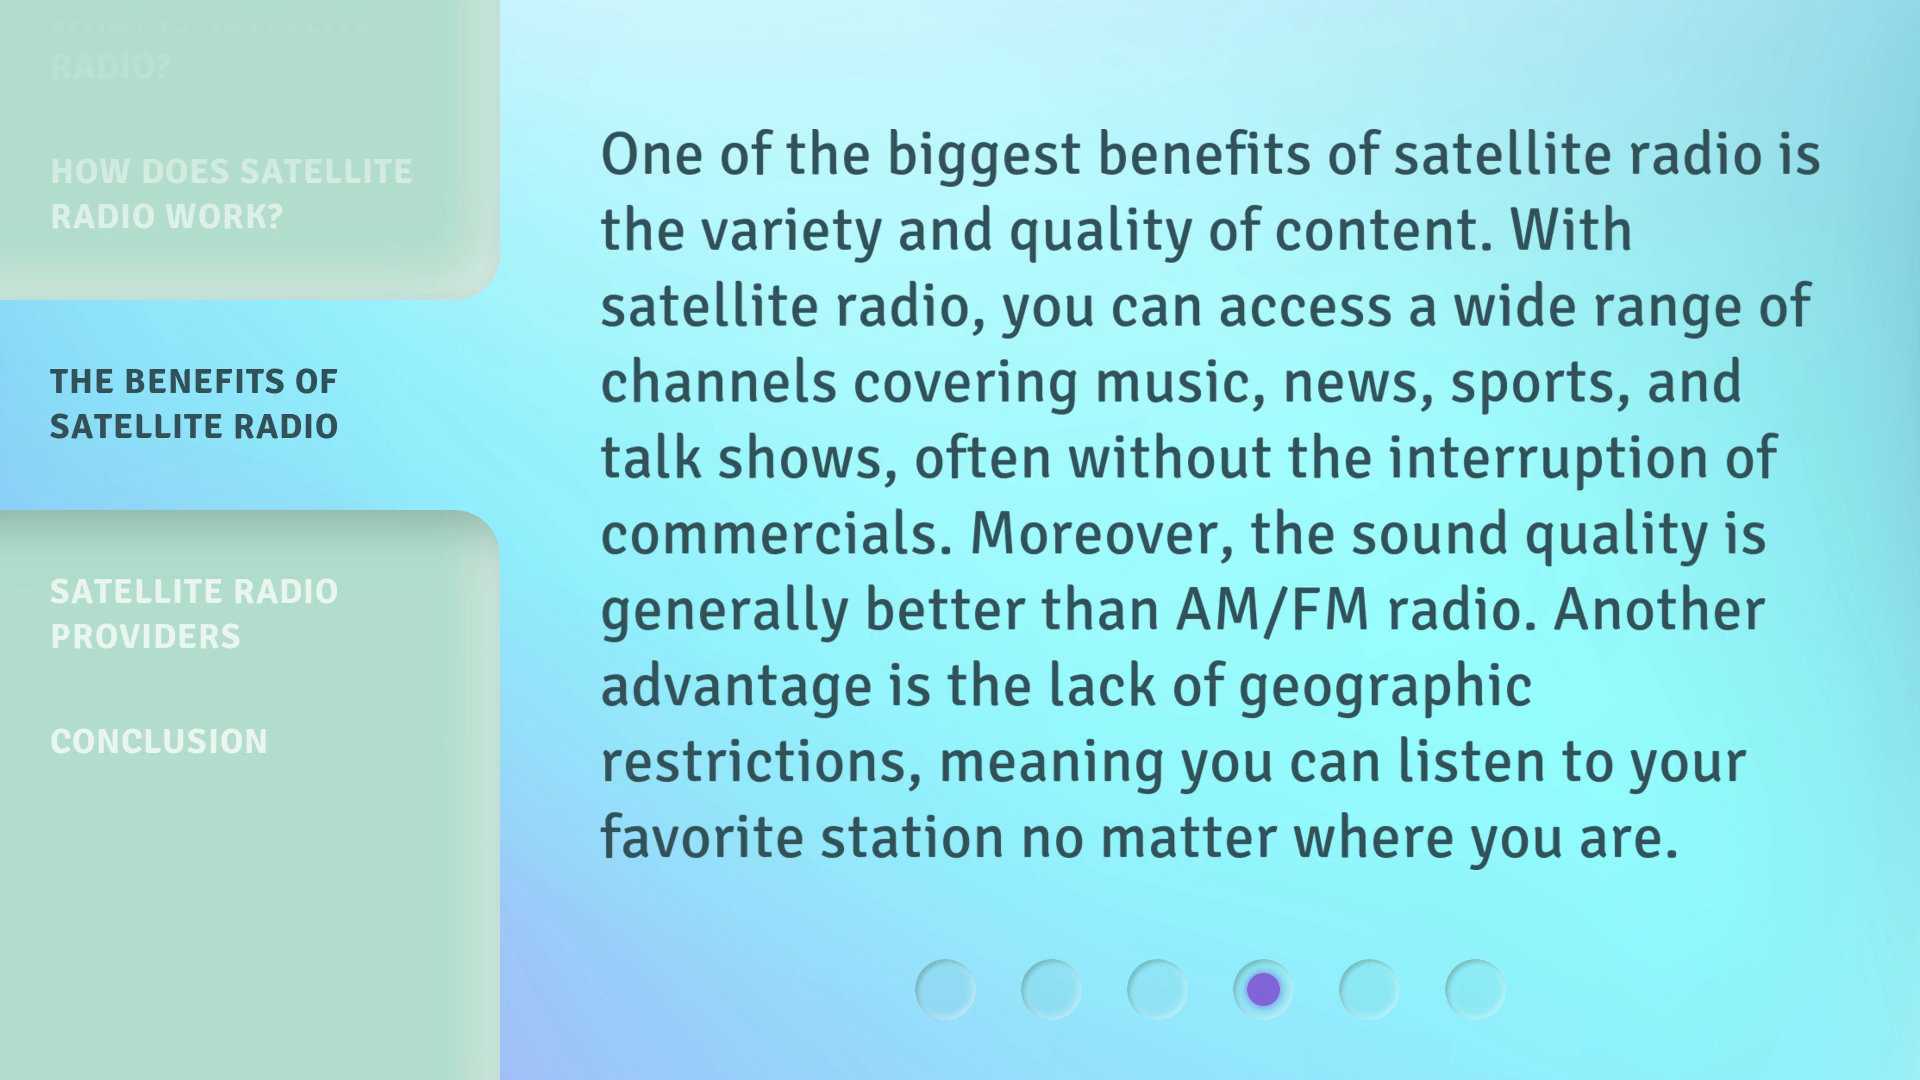 RADIO?
HOW DOES SATELLITE
RADIO WORK?
THE BENEFITS OF
SATELLITE RADIO
SATELLITE RADIO
PROVIDERS
CONCLUSION
One of the biggest benefits of satellite radio is
the variety and quality of content. With
satellite radio, you can access a wide range of
channels covering music, news, sports, and
talk shows, often without the interruption of
commercials. Moreover, the sound quality is
generally better than AM/FM radio. Another
advantage is the lack of geographic
restrictions, meaning you can listen to your
favorite station no matter where you are.